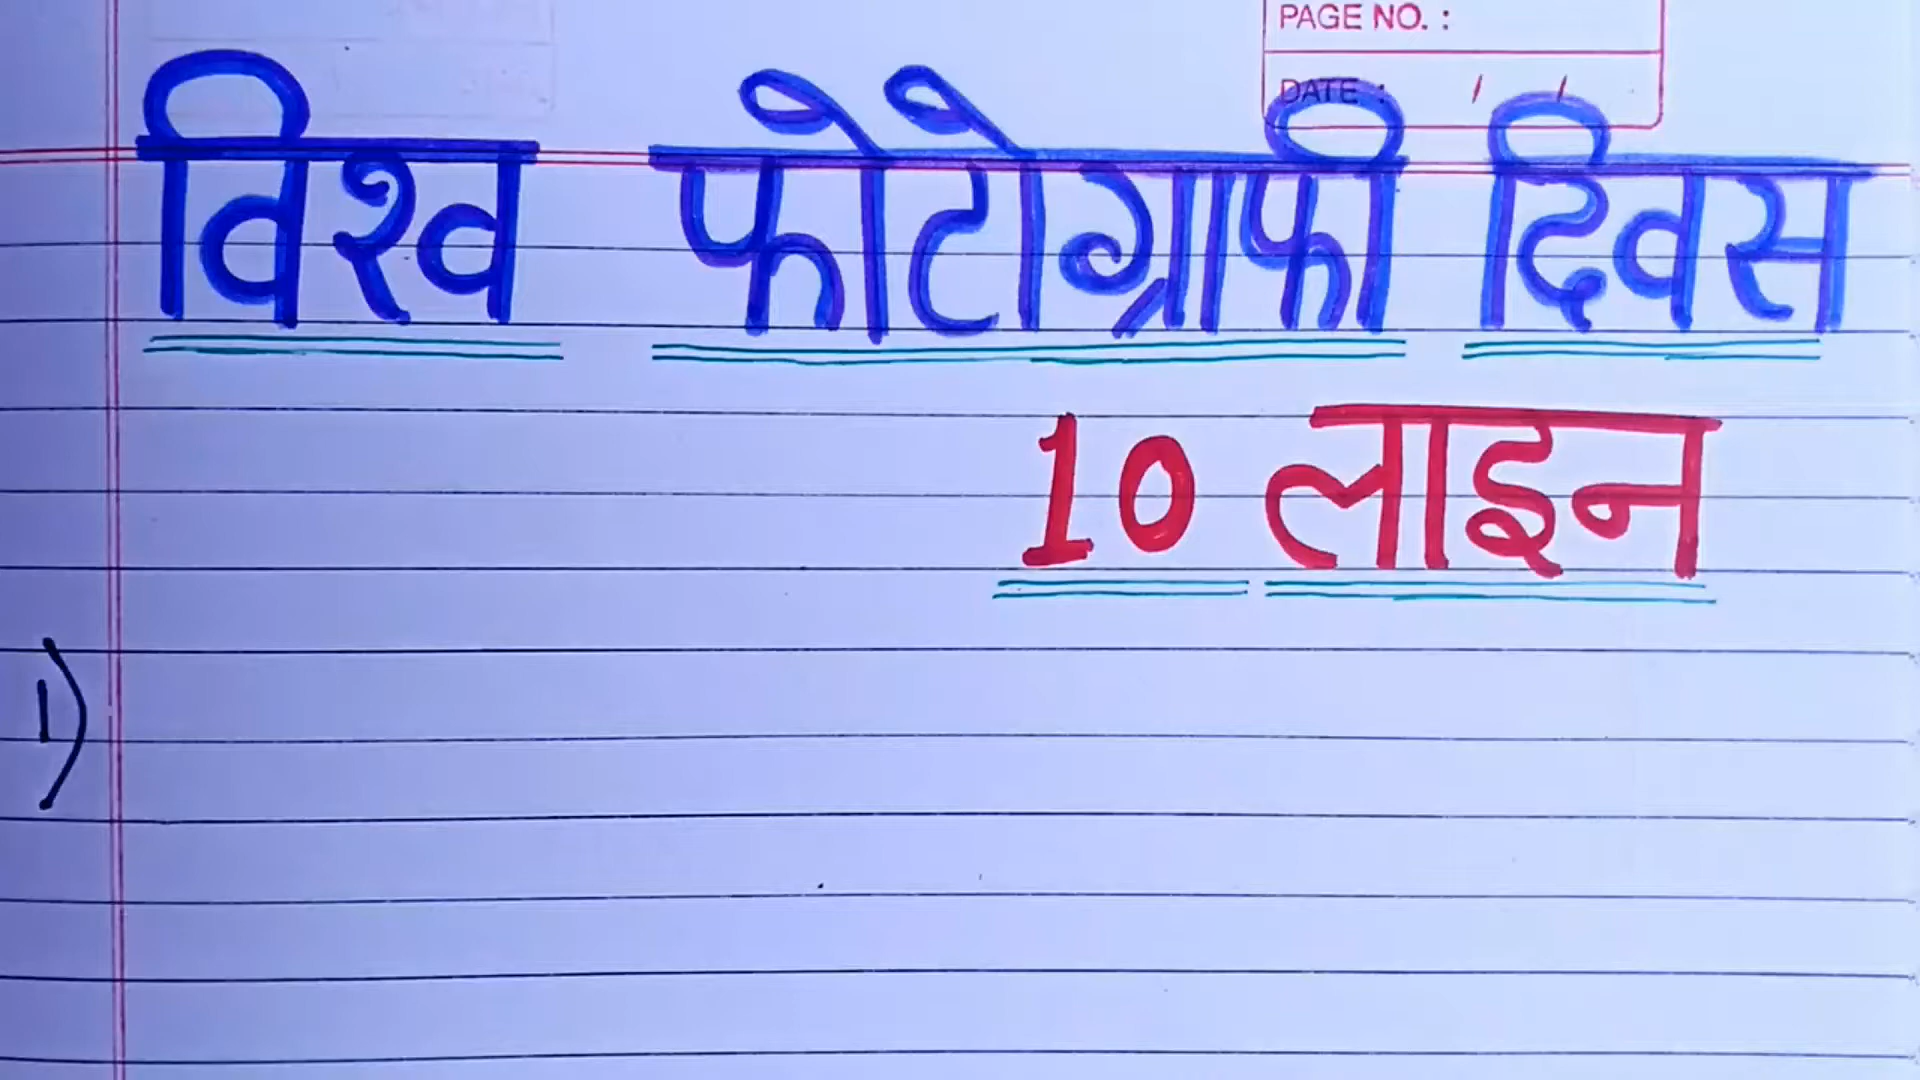 PAGE NO. :
DATE : / /
विश्व फोटोग्राफी दिवस
10 लाइन
1)